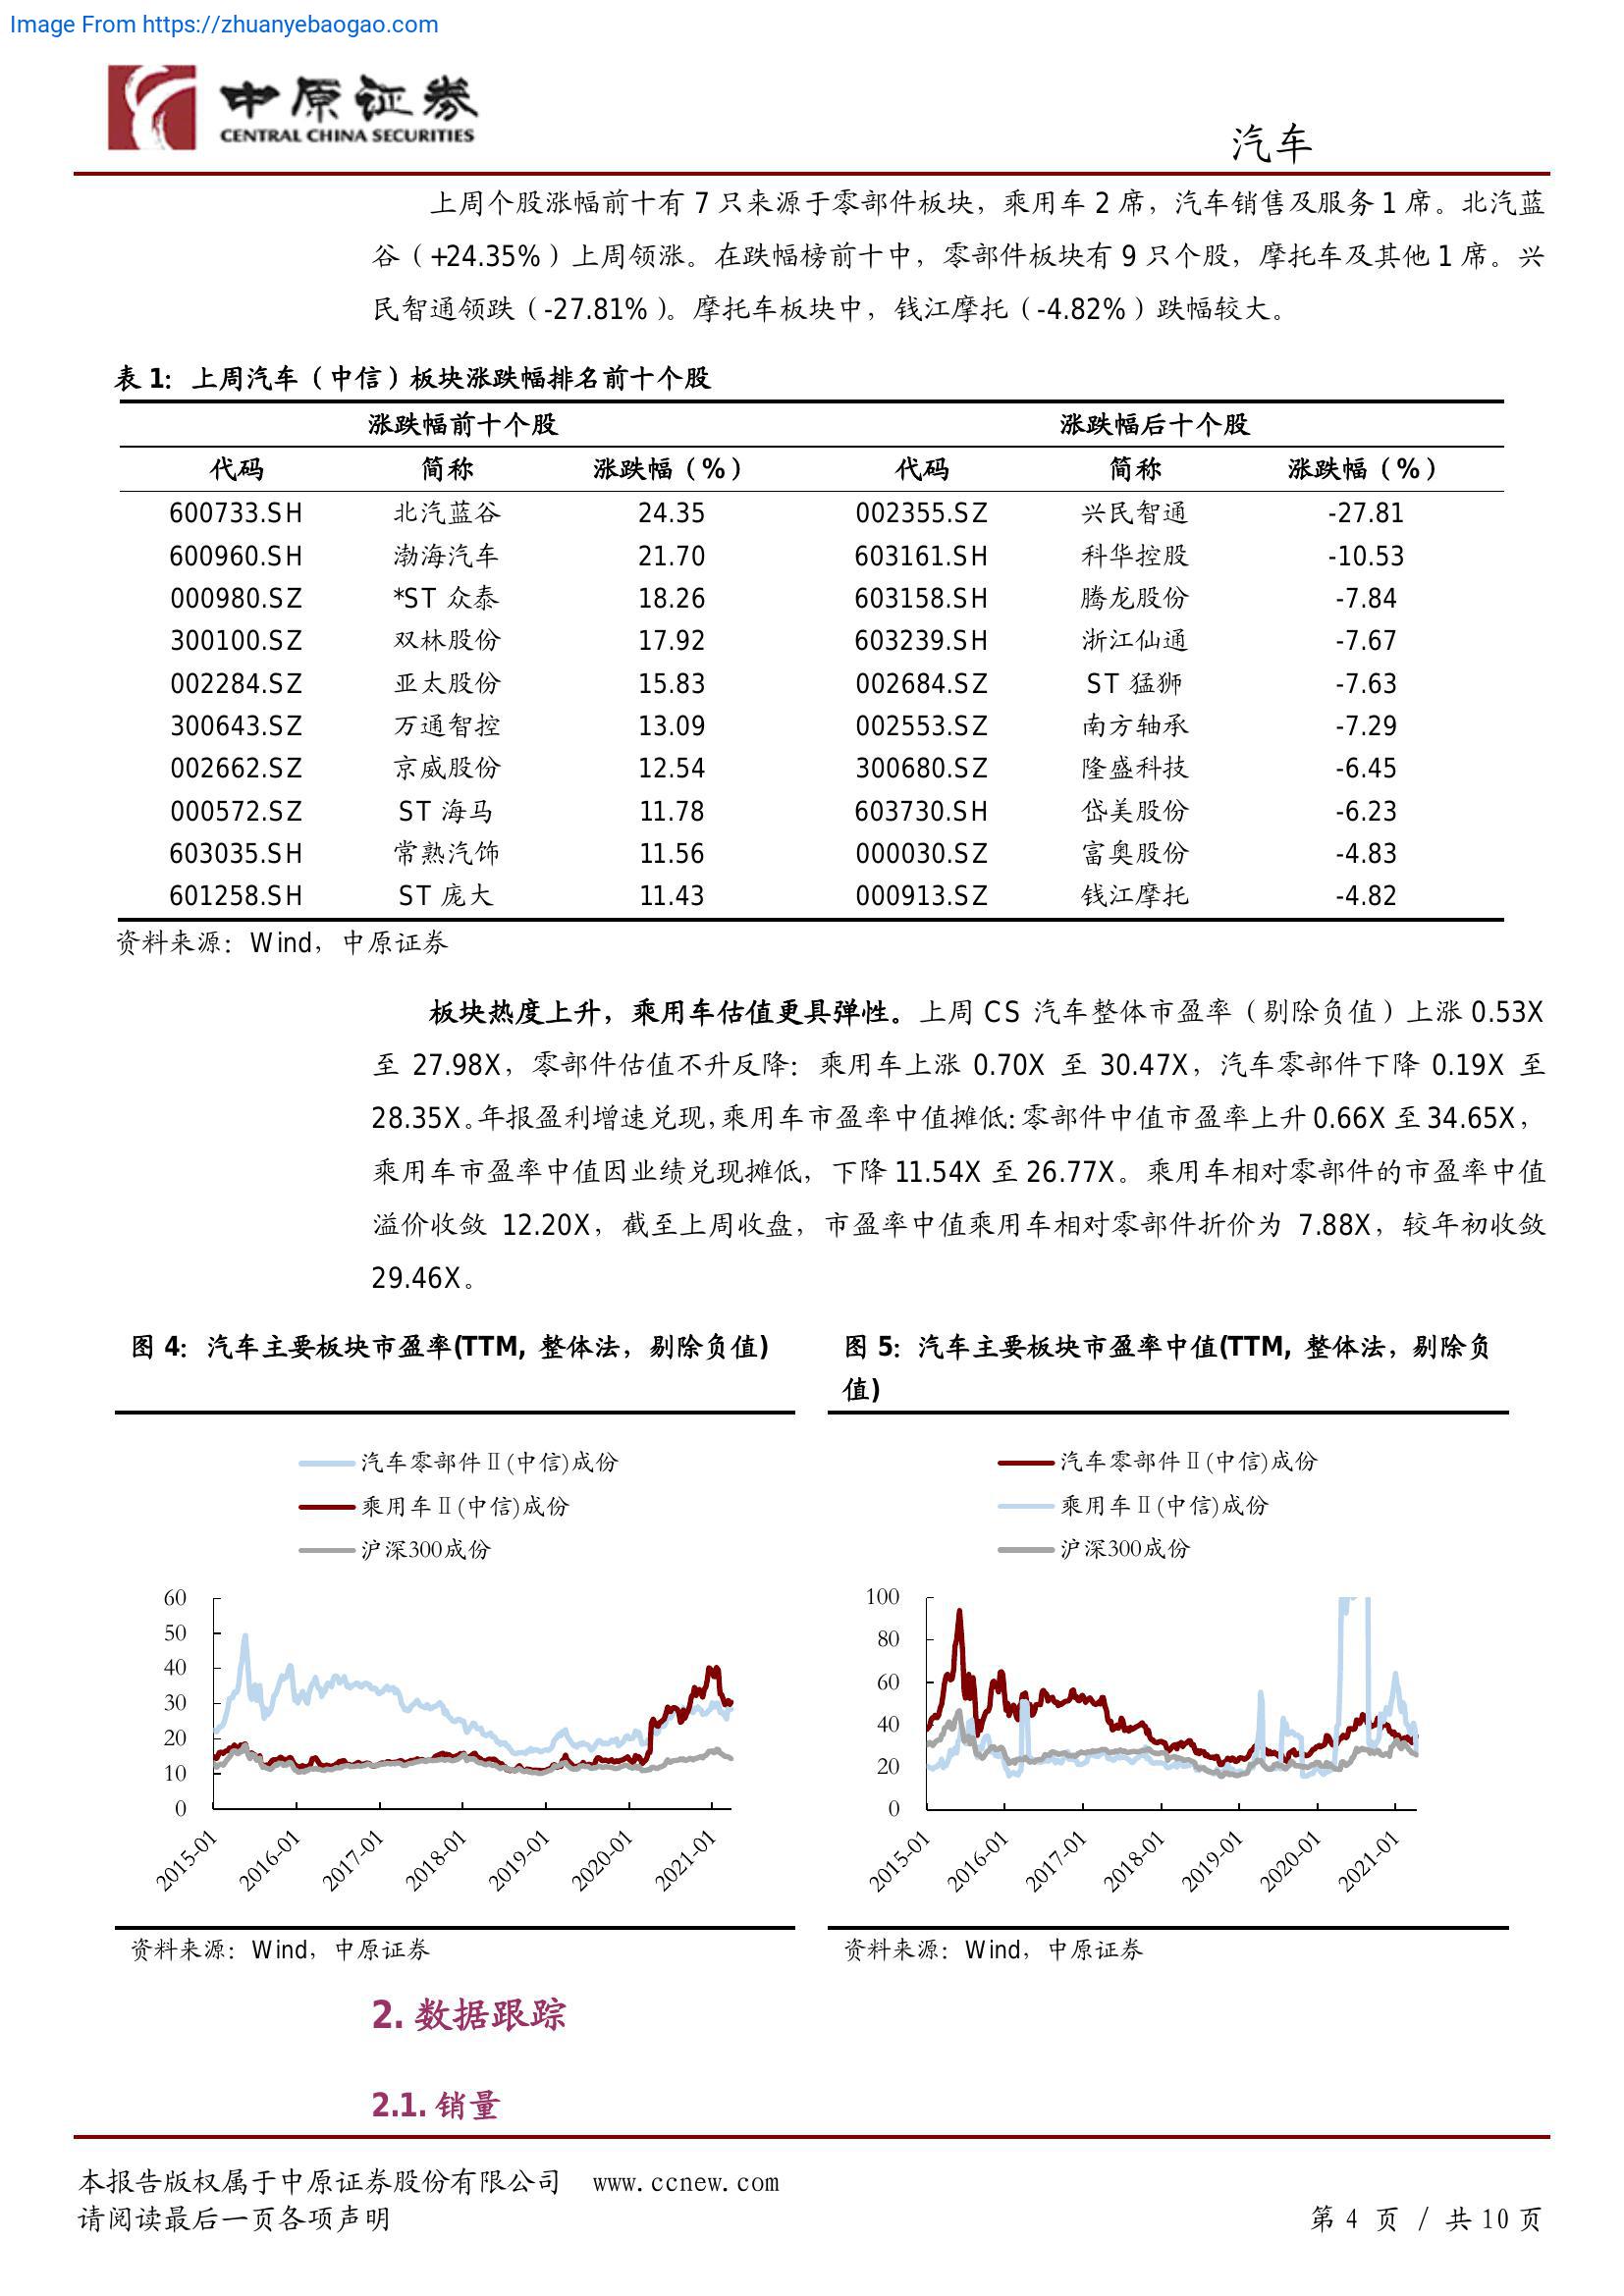 Image From https://zhuanyebaogao.com
中原证券
CENTRAL CHINA SECURITIES
汽车
上周个股涨幅前十有 7 只来源于零部件板块，乘用车 2 席，汽车销售及服务 1 席。北汽蓝
谷（+24.35%）上周领涨。在跌幅榜前十中，零部件板块有 9 只个股，摩托车及其他 1 席。兴
民智通领跌（-27.81%）。摩托车板块中，钱江摩托（-4.82%）跌幅较大。
表 1：上周汽车（中信）板块涨跌幅排名前十个股
涨跌幅前十个股 涨跌幅后十个股
代码 简称 涨跌幅（%） 代码 简称 涨跌幅（%）
600733.SH 北汽蓝谷 24.35 002355.SZ 兴民智通 -27.81
600960.SH 渤海汽车 21.70 603161.SH 科华控股 -10.53
000980.SZ *ST 众泰 18.26 603158.SH 腾龙股份 -7.84
300100.SZ 双林股份 17.92 603239.SH 浙江仙通 -7.67
002284.SZ 亚太股份 15.83 002684.SZ ST 猛狮 -7.63
300643.SZ 万通智控 13.09 002553.SZ 南方轴承 -7.29
002662.SZ 京威股份 12.54 300680.SZ 隆盛科技 -6.45
000572.SZ ST 海马 11.78 603730.SH 岱美股份 -6.23
603035.SH 常熟汽饰 11.56 000030.SZ 富奥股份 -4.83
601258.SH ST 庞大 11.43 000913.SZ 钱江摩托 -4.82
资料来源：Wind，中原证券
板块热度上升，乘用车估值更具弹性。上周 CS 汽车整体市盈率（剔除负值）上涨 0.53X
至 27.98X，零部件估值不升反降：乘用车上涨 0.70X 至 30.47X，汽车零部件下降 0.19X 至
28.35X。年报盈利增速兑现，乘用车市盈率中值摊低：零部件中值市盈率上升 0.66X 至 34.65X，
乘用车市盈率中值因业绩兑现摊低，下降 11.54X 至 26.77X。乘用车相对零部件的市盈率中值
溢价收敛 12.20X，截至上周收盘，市盈率中值乘用车相对零部件折价为 7.88X，较年初收敛
29.46X。
图 4：汽车主要板块市盈率(TTM，整体法，剔除负值)
汽车零部件Ⅱ(中信)成份
乘用车Ⅱ(中信)成份
沪深300成份
60
50
40
30
20
10
0
2015-01 2016-01 2017-01 2018-01 2019-01 2020-01 2021-01
资料来源：Wind，中原证券
图 5：汽车主要板块市盈率中值(TTM，整体法，剔除负
值)
汽车零部件Ⅱ(中信)成份
乘用车Ⅱ(中信)成份
沪深300成份
100
80
60
40
20
0
2015-01 2016-01 2017-01 2018-01 2019-01 2020-01 2021-01
资料来源：Wind，中原证券
2. 数据跟踪
2.1. 销量
本报告版权属于中原证券股份有限公司 www.ccnew.com
请阅读最后一页各项声明 第 4 页 / 共 10 页